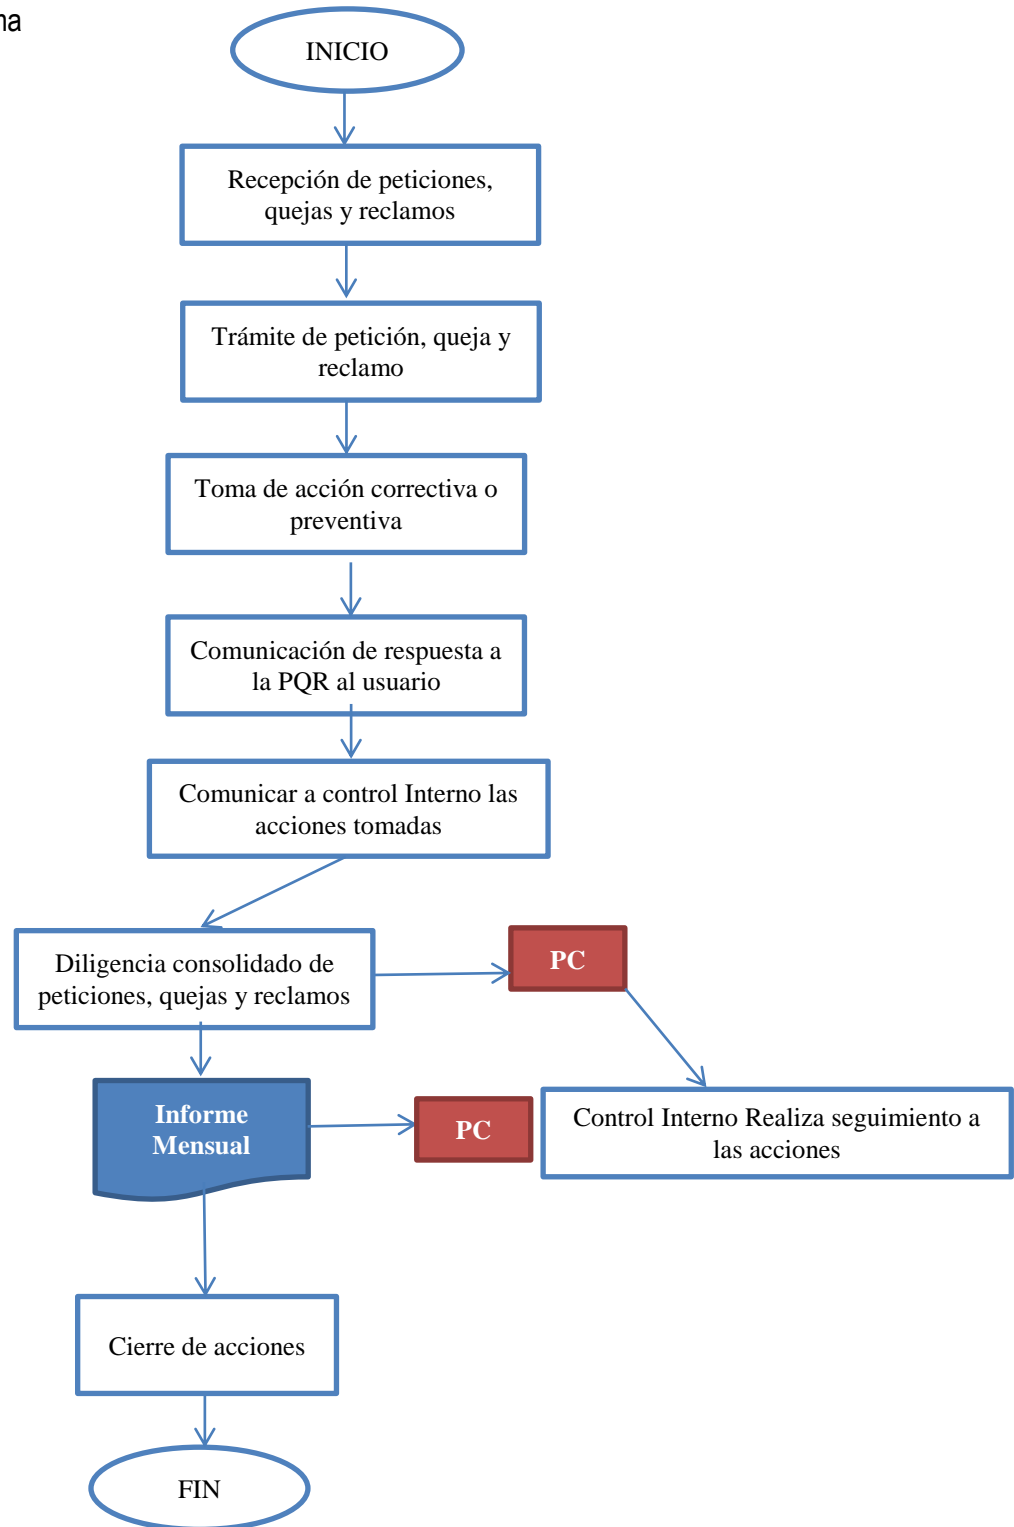 INICIO
Recepción de peticiones,
quejas y reclamos
Trámite de petición, queja y
reclamo
Toma de acción correctiva o
preventiva
Comunicación de respuesta a
la PQR al usuario
Comunicar a control Interno las
acciones tomadas
Diligencia consolidado de
peticiones, quejas y reclamos
PC
Informe
Mensual
PC
Control Interno Realiza seguimiento a
las acciones
Cierre de acciones
FIN